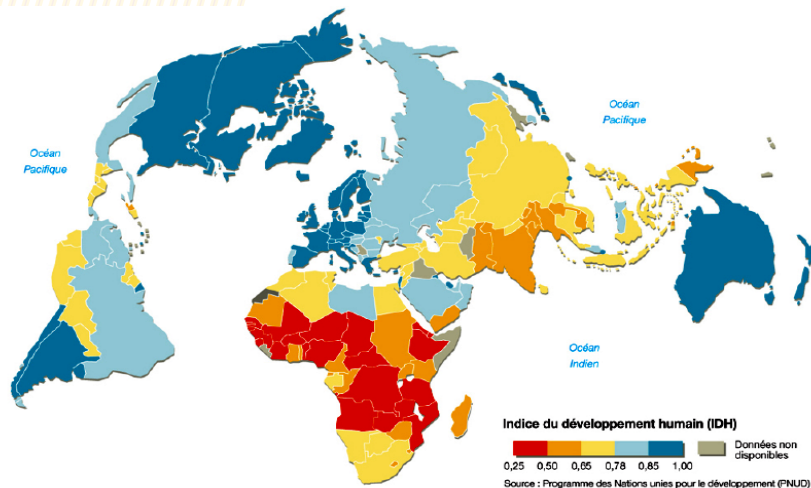 Océan
Pacifique
Océan
Pacifique
Océan
Indien
Indice du développement humain (IDH)
0,25 0,50 0,65 0,78 0,85 1,00
Données non
disponibles
Source : Programme des Nations unies pour le développement (PNUD)